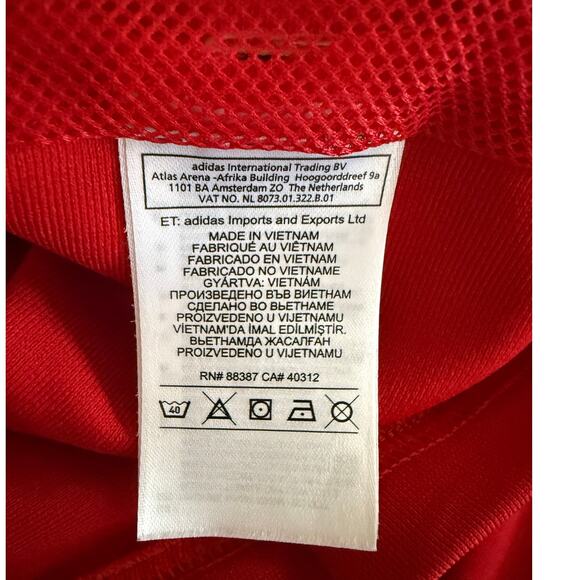 adidas International Trading BV
Atlas Arena -Afrika Building Hoogoorddreef 9a
1101 BA Amsterdam ZO The Netherlands
VAT NO. NL 8073.01.322.B.01
ET: adidas Imports and Exports Ltd
MADE IN VIETNAM
FABRIQUÉ AU VIÊTNAM
FABRICADO EN VIETNAM
FABRICADO NO VIETNAME
GYÁRTVA: VIETNÁM
ПРОИЗВЕДЕНО ВЪВ ВИЕТНАМ
СДЕЛАНО ВО ВЬЕТНАМЕ
PROIZVEDENO U VIJETNAMU
VİETNAM'DA İMAL EDİLMİŞTİR.
ВЬЕТНАМДА ЖАСАЛҒАН
PROIZVEDENO U VIJETNAMU
RN# 88387 CA# 40312
40